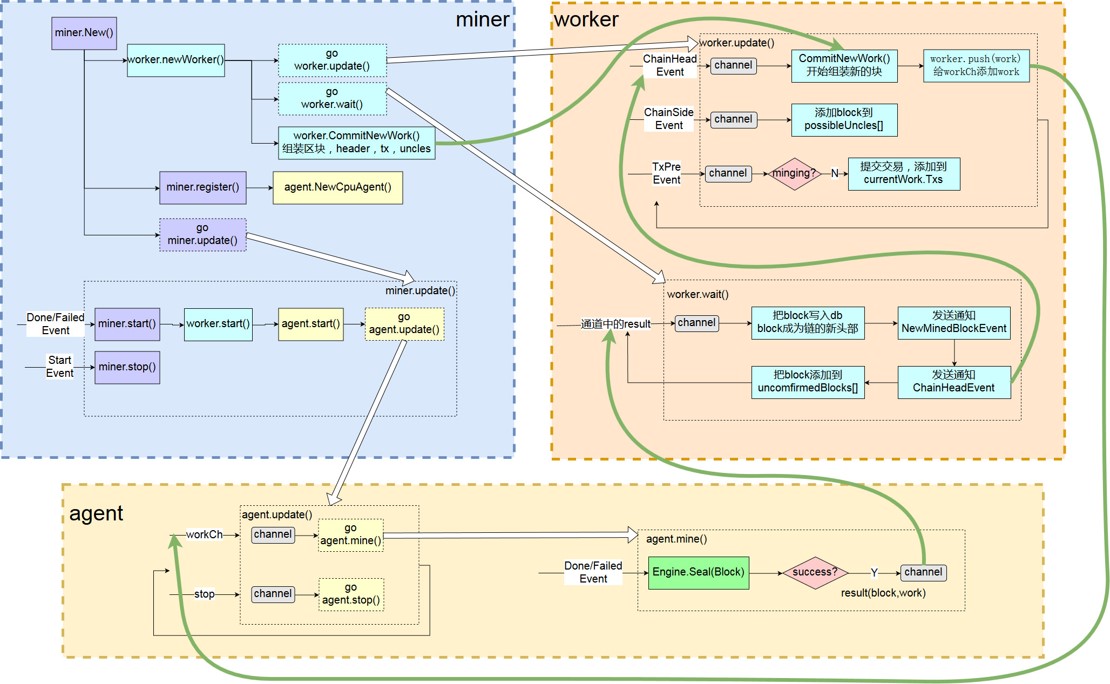 miner
miner.New()
worker.newWorker()
go
worker.update()
go
worker.wait()
worker.CommitNewWork()
组装区块，header，tx，uncles
miner.register()
agent.NewCpuAgent()
go
miner.update()
miner.update()
Done/Failed
Event
miner.start()
worker.start()
agent.start()
go
agent.update()
Start
Event
miner.stop()
worker
worker.update()
ChainHead
Event
channel
CommitNewWork()
开始组装新的块
worker.push(work)
给workCh添加work
ChainSide
Event
channel
添加block到
possibleUncles[]
TxPre
Event
channel
minging?
N
提交交易，添加到
currentWork.Txs
worker.wait()
通道中的result
channel
把block写入db
block成为链的新头部
发送通知
NewMinedBlockEvent
把block添加到
uncomfirmedBlocks[]
发送通知
ChainHeadEvent
agent
agent.update()
workCh
channel
go
agent.mine()
stop
channel
go
agent.stop()
agent.mine()
Done/Failed
Event
Engine.Seal(Block)
success?
Y
channel
result(block,work)